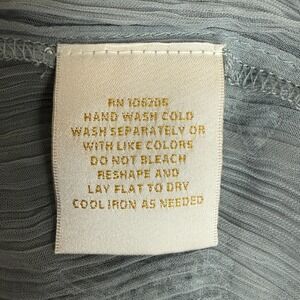 RN 106206
HAND WASH COLD
WASH SEPARATELY OR
WITH LIKE COLORS
DO NOT BLEACH
RESHAPE AND
LAY FLAT TO DRY
COOL IRON AS NEEDED